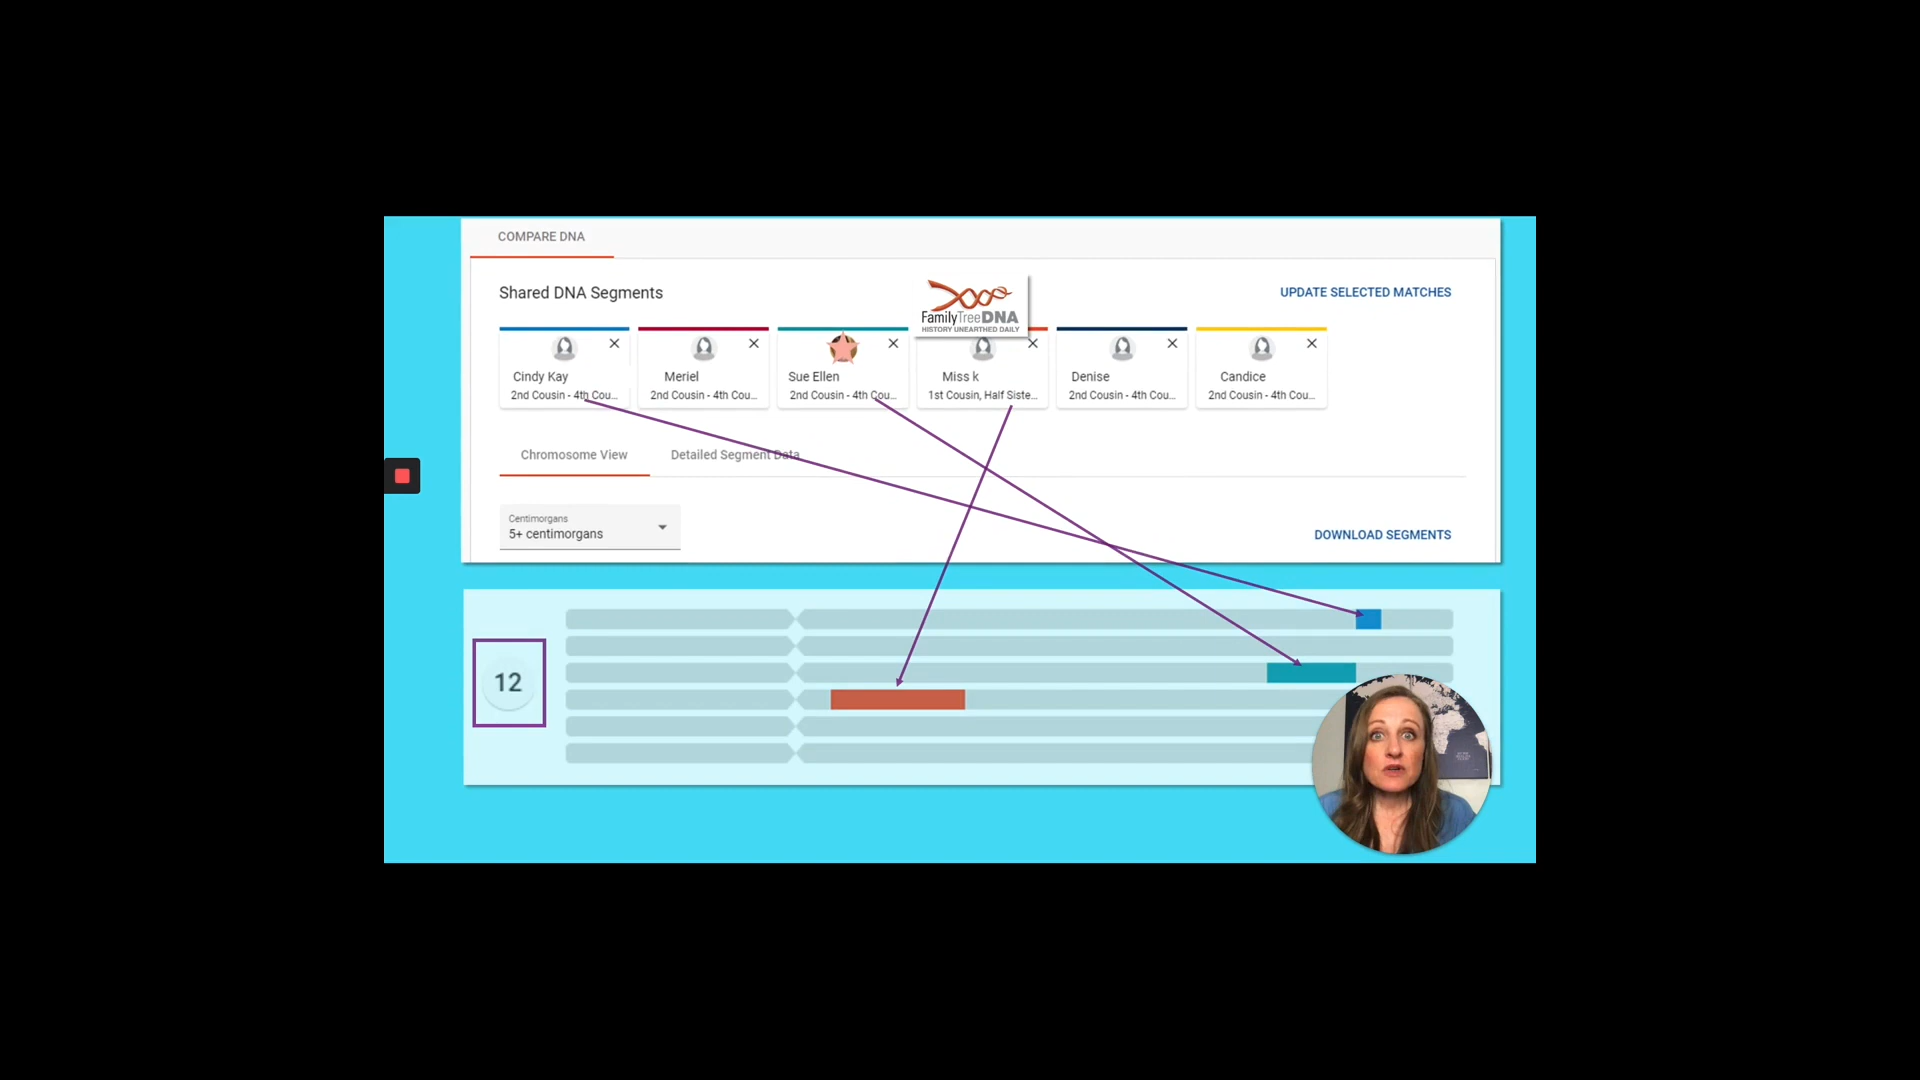 COMPARE DNA
Shared DNA Segments
FamilyTreeDNA
HISTORY UNEARTHED DAILY
UPDATE SELECTED MATCHES
Cindy Kay
2nd Cousin - 4th Cou...
Meriel
2nd Cousin - 4th Cou...
Sue Ellen
2nd Cousin - 4th Cou...
Miss k
1st Cousin, Half Siste...
Denise
2nd Cousin - 4th Cou...
Candice
2nd Cousin - 4th Cou...
Chromosome View
Detailed Segment Data
Centimorgans
5+ centimorgans
DOWNLOAD SEGMENTS
12